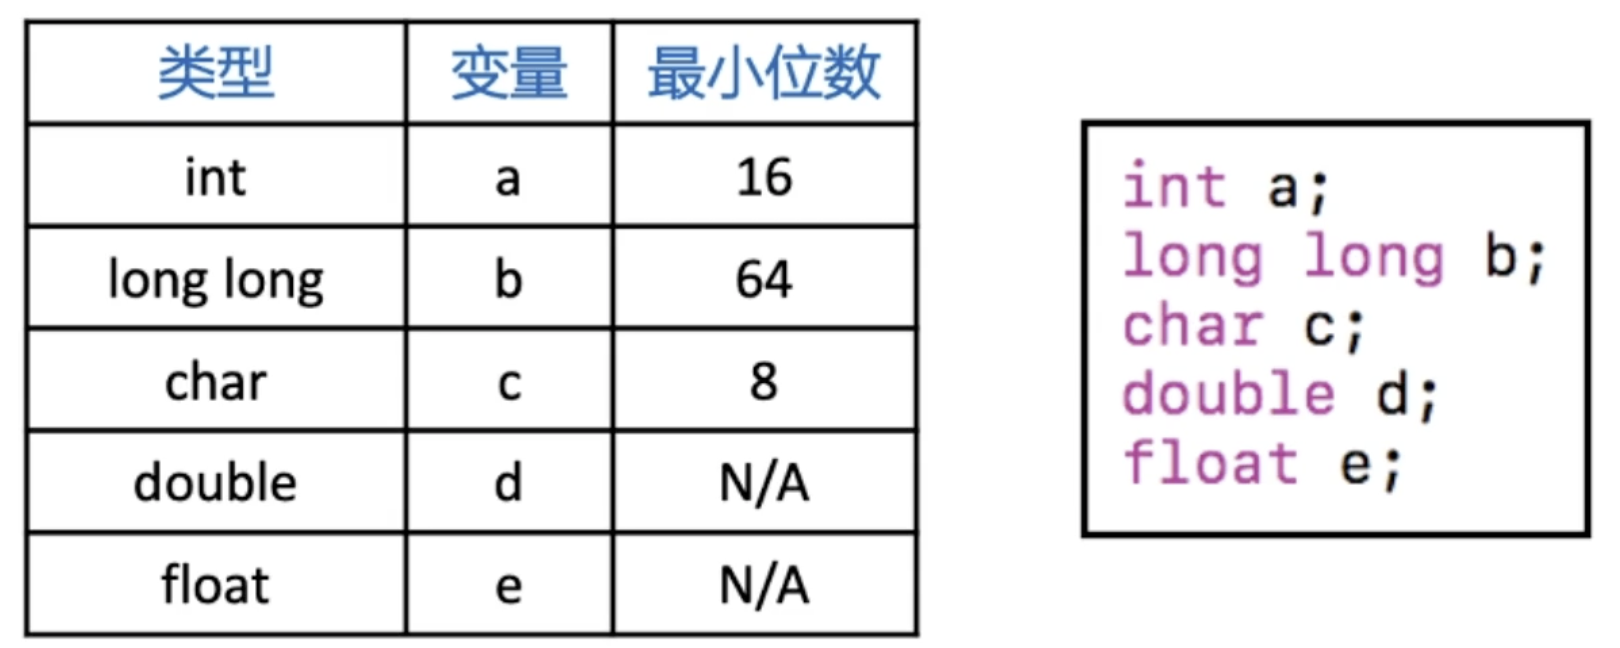 类型 变量 最小位数
int a 16
long long b 64
char c 8
double d N/A
float e N/A
int a;
long long b;
char c;
double d;
float e;